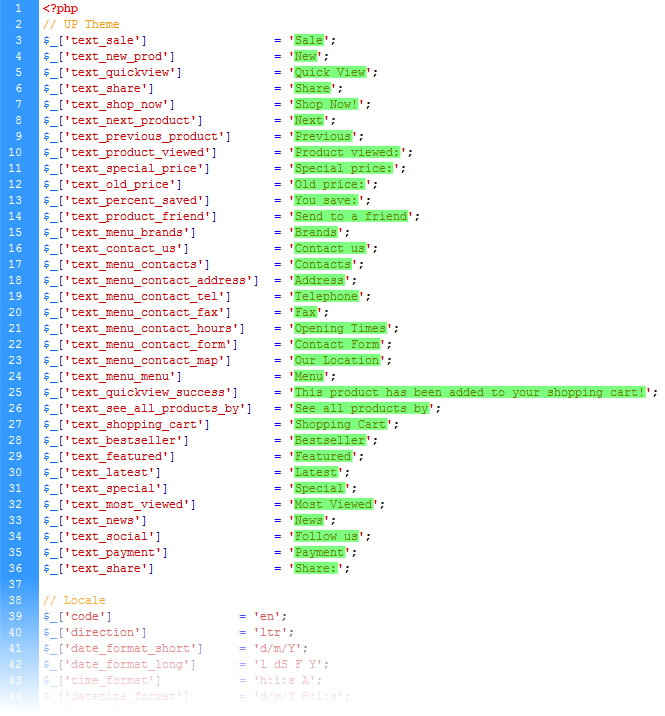 1 <?php
2 // UP Theme
3 $_['text_sale'] = 'Sale';
4 $_['text_new_prod'] = 'New';
5 $_['text_quickview'] = 'Quick View';
6 $_['text_share'] = 'Share';
7 $_['text_shop_now'] = 'Shop Now!';
8 $_['text_next_product'] = 'Next';
9 $_['text_previous_product'] = 'Previous';
10 $_['text_product_viewed'] = 'Product viewed:';
11 $_['text_special_price'] = 'Special price:';
12 $_['text_old_price'] = 'Old price:';
13 $_['text_percent_saved'] = 'You save:';
14 $_['text_product_friend'] = 'Send to a friend';
15 $_['text_menu_brands'] = 'Brands';
16 $_['text_contact_us'] = 'Contact us';
17 $_['text_menu_contacts'] = 'Contacts';
18 $_['text_menu_contact_address'] = 'Address';
19 $_['text_menu_contact_tel'] = 'Telephone';
20 $_['text_menu_contact_fax'] = 'Fax';
21 $_['text_menu_contact_hours'] = 'Opening Times';
22 $_['text_menu_contact_form'] = 'Contact Form';
23 $_['text_menu_contact_map'] = 'Our Location';
24 $_['text_menu_menu'] = 'Menu';
25 $_['text_quickview_success'] = 'This product has been added to your shopping cart!';
26 $_['text_see_all_products_by'] = 'See all products by';
27 $_['text_shopping_cart'] = 'Shopping Cart';
28 $_['text_bestseller'] = 'Bestseller';
29 $_['text_featured'] = 'Featured';
30 $_['text_latest'] = 'Latest';
31 $_['text_special'] = 'Special';
32 $_['text_most_viewed'] = 'Most Viewed';
33 $_['text_news'] = 'News';
34 $_['text_social'] = 'Follow us';
35 $_['text_payment'] = 'Payment';
36 $_['text_share'] = 'Share:';
37
38 // Locale
39 $_['code'] = 'en';
40 $_['direction'] = 'ltr';
41 $_['date_format_short'] = 'd/m/Y';
42 $_['date_format_long'] = 'l dS F Y';
43 $_['time_format'] = 'h:i:s A';
44 $_['datetime_format'] = 'd/m/Y H:i:s';